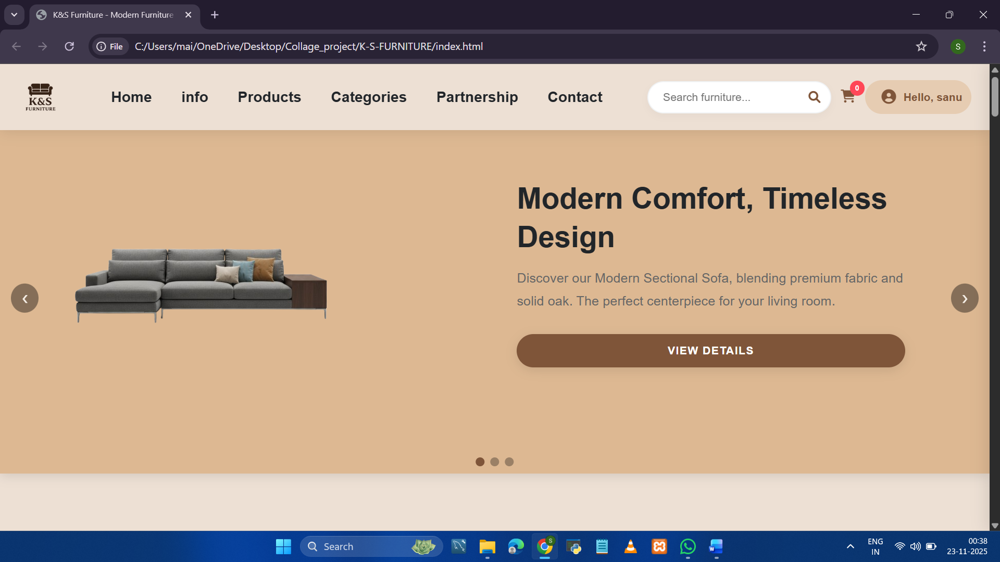 K&S Furniture - Modern Furniture
File
C:/Users/mai/OneDrive/Desktop/Collage_project/K-S-FURNITURE/index.html
S
K&S
FURNITURE
Home
info
Products
Categories
Partnership
Contact
Search furniture...
0
Hello, sanu
Modern Comfort, Timeless
Design
Discover our Modern Sectional Sofa, blending premium fabric and
solid oak. The perfect centerpiece for your living room.
VIEW DETAILS
Search
S
W
ENG
IN
00:38
23-11-2025